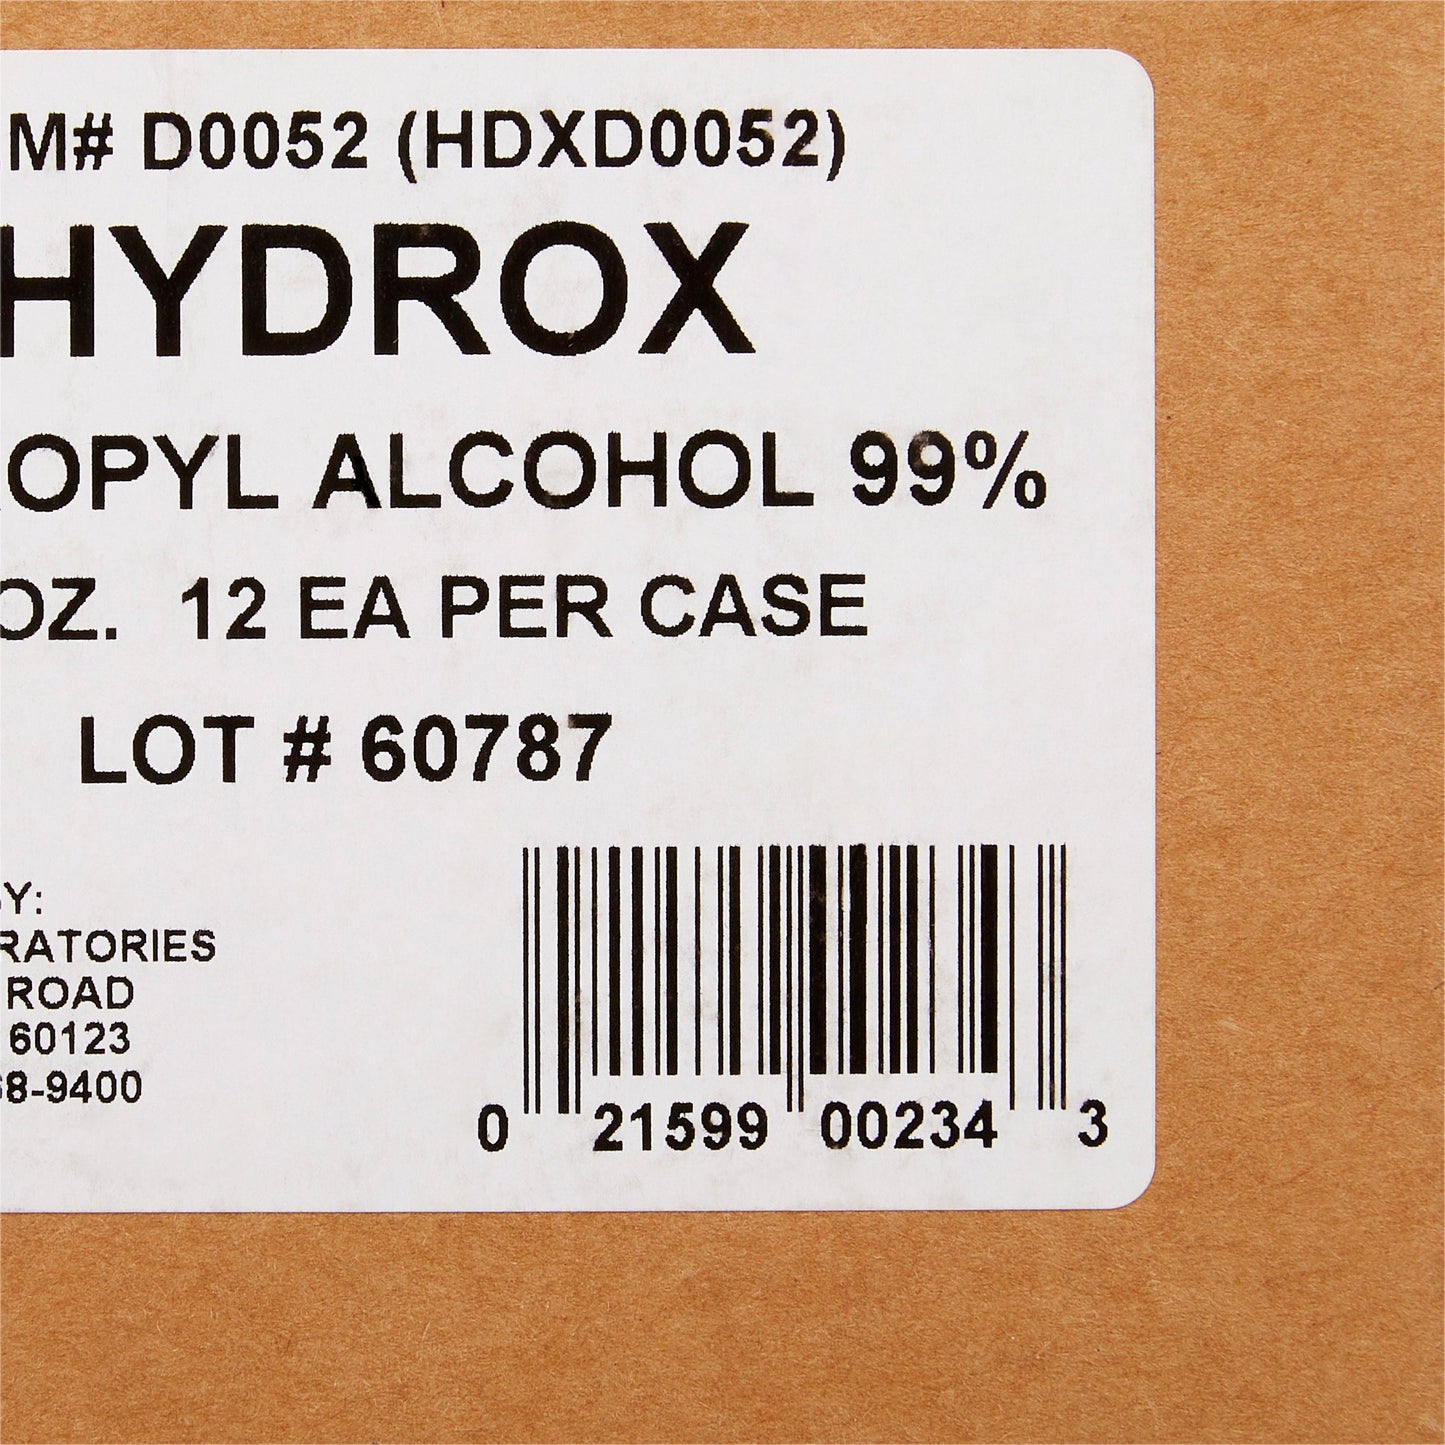 M# D0052 (HDXD0052)
HYDROX
OPYL ALCOHOL 99%
OZ. 12 EA PER CASE
LOT # 60787
Y:
RATORIES
ROAD
60123
8-9400
0 21599 00234 3